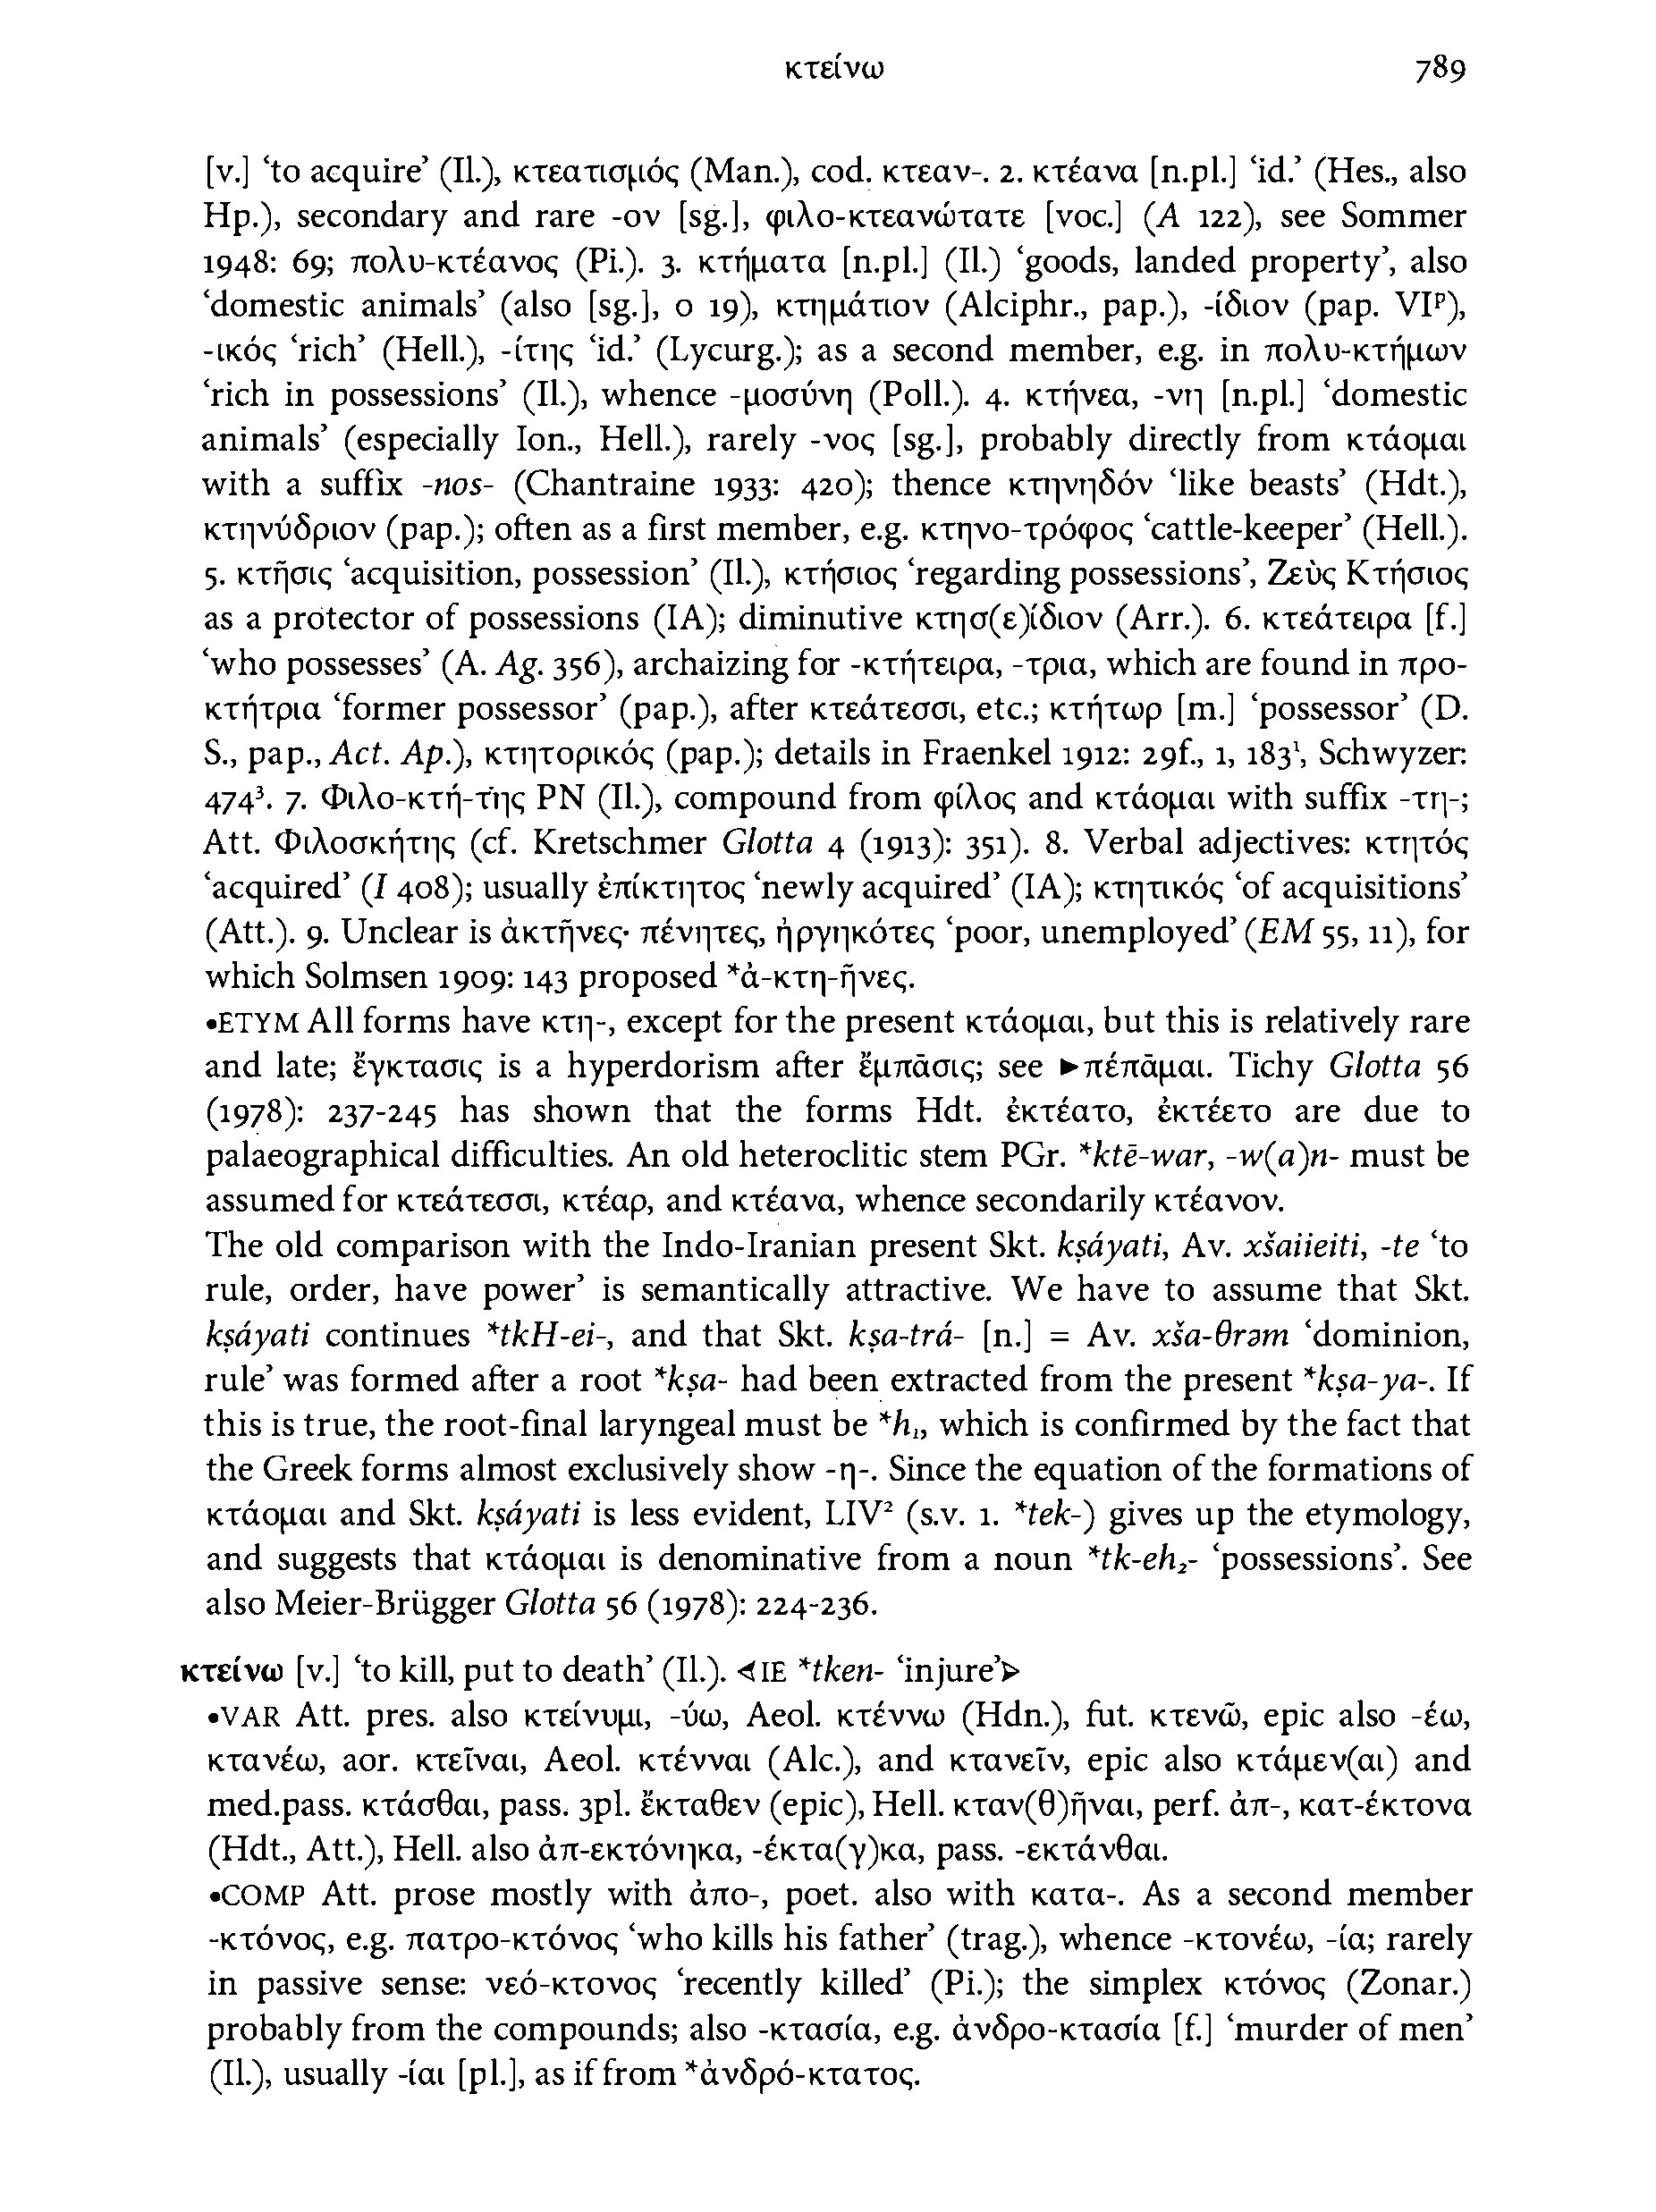 κτείνω 789
[v.] ‘to acquire’ (Il.), κτεατισμός (Man.), cod. κτεαν-. 2. κτέανα [n.pl.] ‘id.’ (Hes., also
Hp.), secondary and rare -ον [sg.], φιλο-κτεανώτατε [voc.] (A 122), see Sommer
1948: 69; πολυ-κτέανος (Pi.). 3. κτήματα [n.pl.] (Il.) ‘goods, landed property’, also
‘domestic animals’ (also [sg.], ο 19), κτημάτιον (Alciphr., pap.), -ίδιον (pap. VIᵖ),
-ικός ‘rich’ (Hell.), -ίτης ‘id.’ (Lycurg.); as a second member, e.g. in πολυ-κτήμων
‘rich in possessions’ (Il.), whence -μοσύνη (Poll.). 4. κτήνεα, -νη [n.pl.] ‘domestic
animals’ (especially Ion., Hell.), rarely -νος [sg.], probably directly from κτάομαι
with a suffix -nos- (Chantraine 1933: 420); thence κτηνηδόν ‘like beasts’ (Hdt.),
κτηνύδριον (pap.); often as a first member, e.g. κτηνο-τρόφος ‘cattle-keeper’ (Hell.).
5. κτῆσις ‘acquisition, possession’ (Il.), κτήσιος ‘regarding possessions’, Ζεὺς Κτήσιος
as a protector of possessions (IA); diminutive κτησ(ε)ίδιον (Arr.). 6. κτεάτειρα [f.]
‘who possesses’ (A. Ag. 356), archaizing for -κτήτειρα, -τρια, which are found in προ-
κτήτρια ‘former possessor’ (pap.), after κτεάτεσσι, etc.; κτήτωρ [m.] ‘possessor’ (D.
S., pap., Act. Ap.), κτητορικός (pap.); details in Fraenkel 1912: 29f., 1, 183¹, Schwyzer:
474³. 7. Φιλο-κτή-της PN (Il.), compound from φίλος and κτάομαι with suffix -τη-;
Att. Φιλοσκήτης (cf. Kretschmer Glotta 4 (1913): 351). 8. Verbal adjectives: κτητός
‘acquired’ (I 408); usually ἐπίκτητος ‘newly acquired’ (IA); κτητικός ‘of acquisitions’
(Att.). 9. Unclear is ἀκτῆνες· πένητες, ἠργηκότες ‘poor, unemployed’ (EM 55, 11), for
which Solmsen 1909: 143 proposed *ἀ-κτη-ῆνες.
•ETYM All forms have κτη-, except for the present κτάομαι, but this is relatively rare
and late; ἔγκτασις is a hyperdorism after ἔμπᾱσις; see ►πέπᾱμαι. Tichy Glotta 56
(1978): 237-245 has shown that the forms Hdt. ἐκτέατο, ἐκτέετο are due to
palaeographical difficulties. An old heteroclitic stem PGr. *ktē-war, -w(a)n- must be
assumed for κτεάτεσσι, κτέαρ, and κτέανα, whence secondarily κτέανον.
The old comparison with the Indo-Iranian present Skt. kṣáyati, Av. xšaiieiti, -te ‘to
rule, order, have power’ is semantically attractive. We have to assume that Skt.
kṣáyati continues *tkH-ei-, and that Skt. kṣa-trá- [n.] = Av. xša-θrəm ‘dominion,
rule’ was formed after a root *kṣa- had been extracted from the present *kṣa-ya-. If
this is true, the root-final laryngeal must be *h₁, which is confirmed by the fact that
the Greek forms almost exclusively show -η-. Since the equation of the formations of
κτάομαι and Skt. kṣáyati is less evident, LIV² (s.v. 1. *tek-) gives up the etymology,
and suggests that κτάομαι is denominative from a noun *tk-eh₂- ‘possessions’. See
also Meier-Brügger Glotta 56 (1978): 224-236.
κτείνω [v.] ‘to kill, put to death’ (Il.). ⋖IE *tken- ‘injure’⋗
•VAR Att. pres. also κτείνυμι, -ύω, Aeol. κτέννω (Hdn.), fut. κτενῶ, epic also -έω,
κτανέω, aor. κτεῖναι, Aeol. κτένναι (Alc.), and κτανεῖν, epic also κτάμεν(αι) and
med.pass. κτάσθαι, pass. 3pl. ἔκταθεν (epic), Hell. κταν(θ)ῆναι, perf. ἀπ-, κατ-έκτονα
(Hdt., Att.), Hell. also ἀπ-εκτόνηκα, -έκτα(γ)κα, pass. -εκτάνθαι.
•COMP Att. prose mostly with ἀπο-, poet. also with κατα-. As a second member
-κτόνος, e.g. πατρο-κτόνος ‘who kills his father’ (trag.), whence -κτονέω, -ία; rarely
in passive sense: νεό-κτονος ‘recently killed’ (Pi.); the simplex κτόνος (Zonar.)
probably from the compounds; also -κτασία, e.g. ἀνδρο-κτασία [f.] ‘murder of men’
(Il.), usually -ίαι [pl.], as if from *ἀνδρό-κτατος.